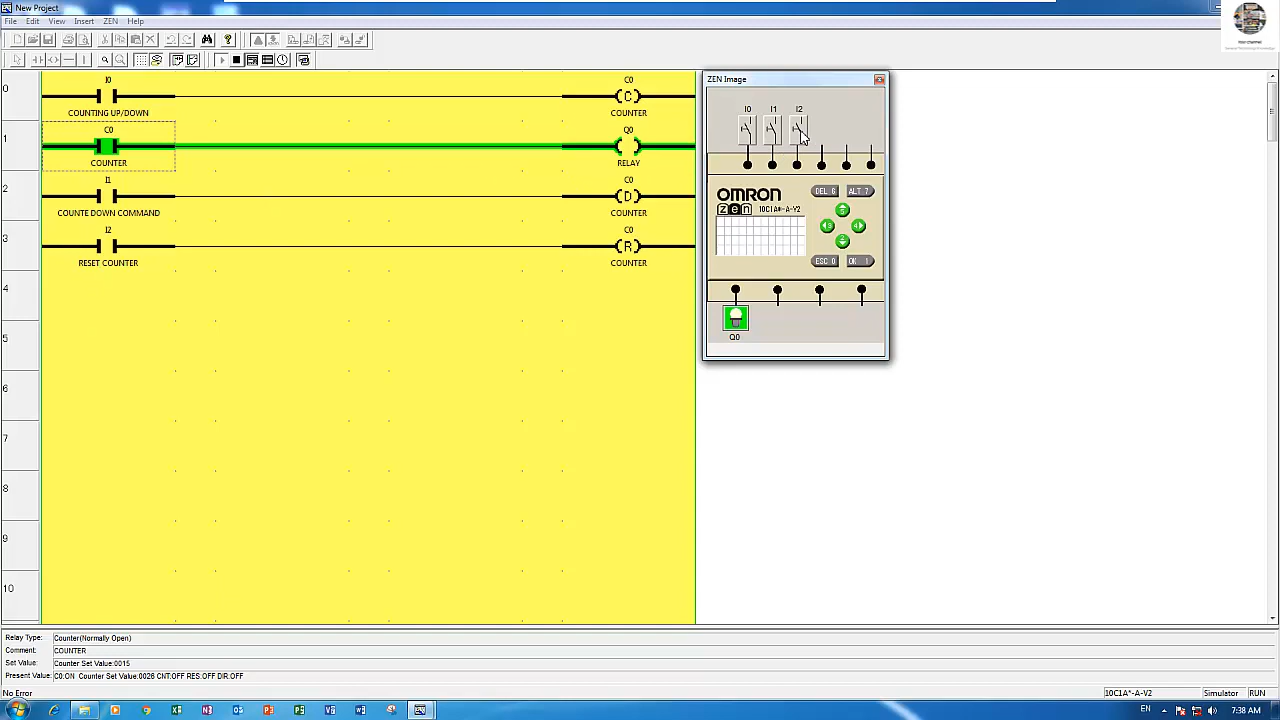 New Project
File Edit View Insert ZEN Help
0
I0
COUNTING UP/DOWN
C0
C
COUNTER
1
C0
COUNTER
Q0
RELAY
2
I1
COUNTE DOWN COMMAND
C0
D
COUNTER
3
I2
RESET COUNTER
C0
R
COUNTER
4
5
6
7
8
9
10
ZEN Image
I0 I1 I2
OMRON
zen 10C1A*-A-V2
DEL 6 ALT 7
5
3 4
ESC 0 OK 1
Q0
Relay Type: Counter(Normally Open)
Comment: COUNTER
Set Value: Counter Set Value:0015
Present Value: C0:ON Counter Set Value:0026 CNT:OFF RES:OFF DIR:OFF
No Error 10C1A*-A-V2 Simulator RUN
EN 7:38 AM